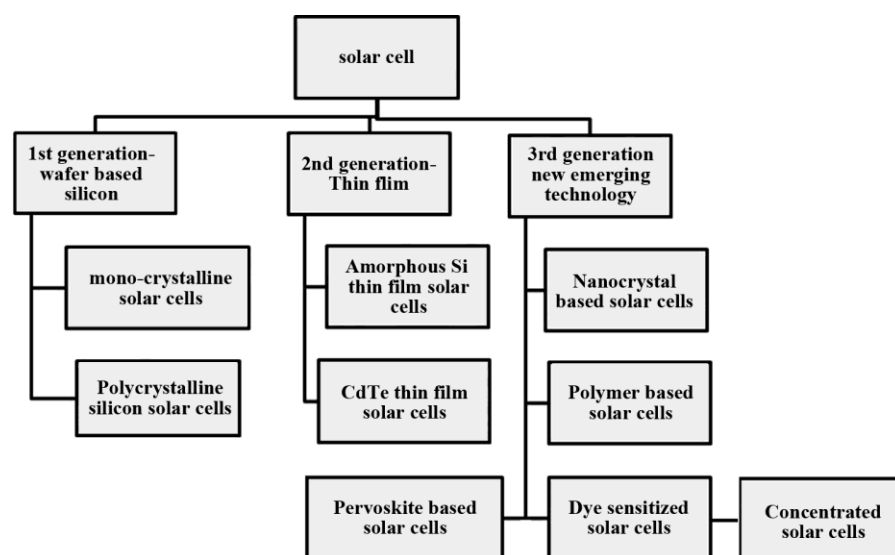 solar cell
1st generation-
wafer based
silicon
2nd generation-
Thin flim
3rd generation
new emerging
technology
mono-crystalline
solar cells
Amorphous Si
thin film solar
cells
Nanocrystal
based solar cells
Polycrystalline
silicon solar cells
CdTe thin film
solar cells
Polymer based
solar cells
Pervoskite based
solar cells
Dye sensitized
solar cells
Concentrated
solar cells